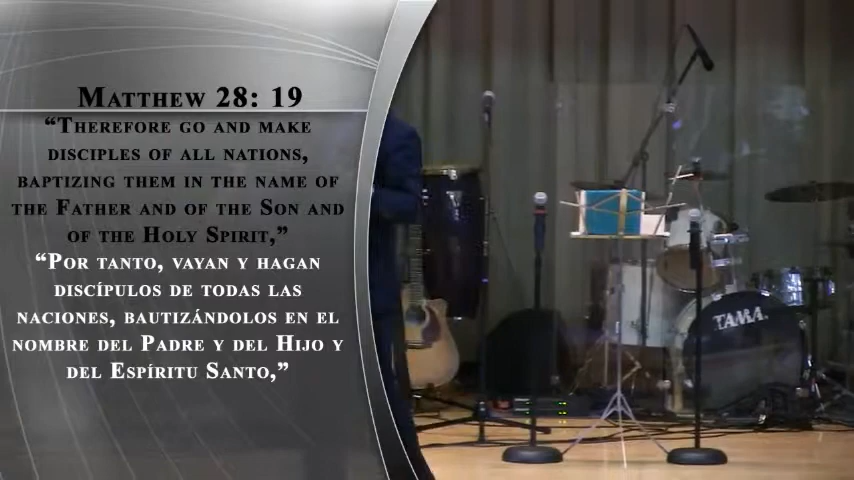 Matthew 28: 19
“Therefore go and make
disciples of all nations,
baptizing them in the name of
the Father and of the Son and
of the Holy Spirit,”
“Por tanto, vayan y hagan
discípulos de todas las
naciones, bautizándolos en el
nombre del Padre y del Hijo y
del Espíritu Santo,”
TAMA